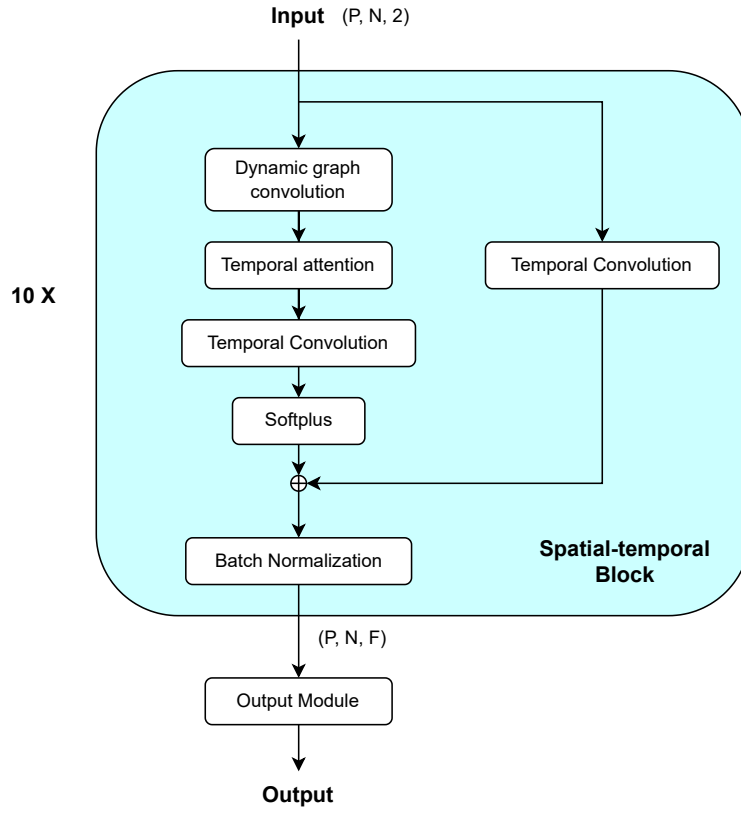 Input (P, N, 2)
Dynamic graph
convolution
Temporal attention
Temporal Convolution
10 X
Temporal Convolution
Softplus
Batch Normalization
Spatial-temporal
Block
(P, N, F)
Output Module
Output